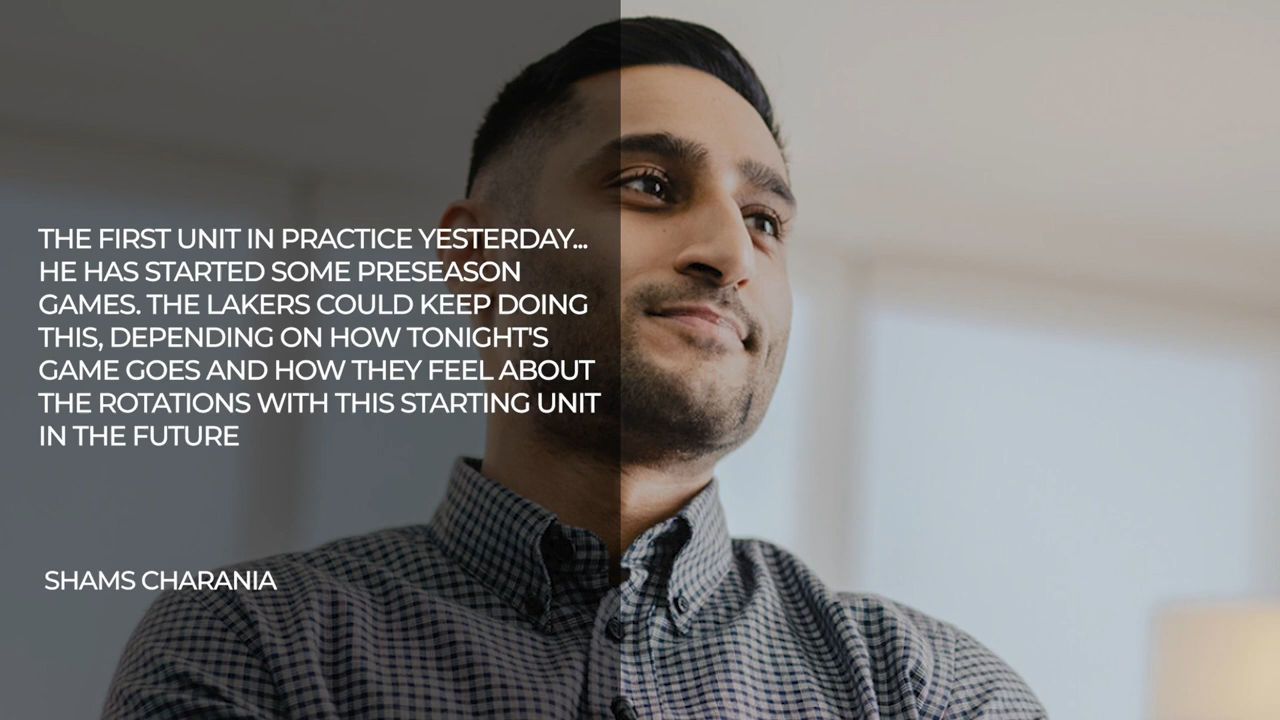 THE FIRST UNIT IN PRACTICE YESTERDAY...
HE HAS STARTED SOME PRESEASON
GAMES. THE LAKERS COULD KEEP DOING
THIS, DEPENDING ON HOW TONIGHT'S
GAME GOES AND HOW THEY FEEL ABOUT
THE ROTATIONS WITH THIS STARTING UNIT
IN THE FUTURE
SHAMS CHARANIA